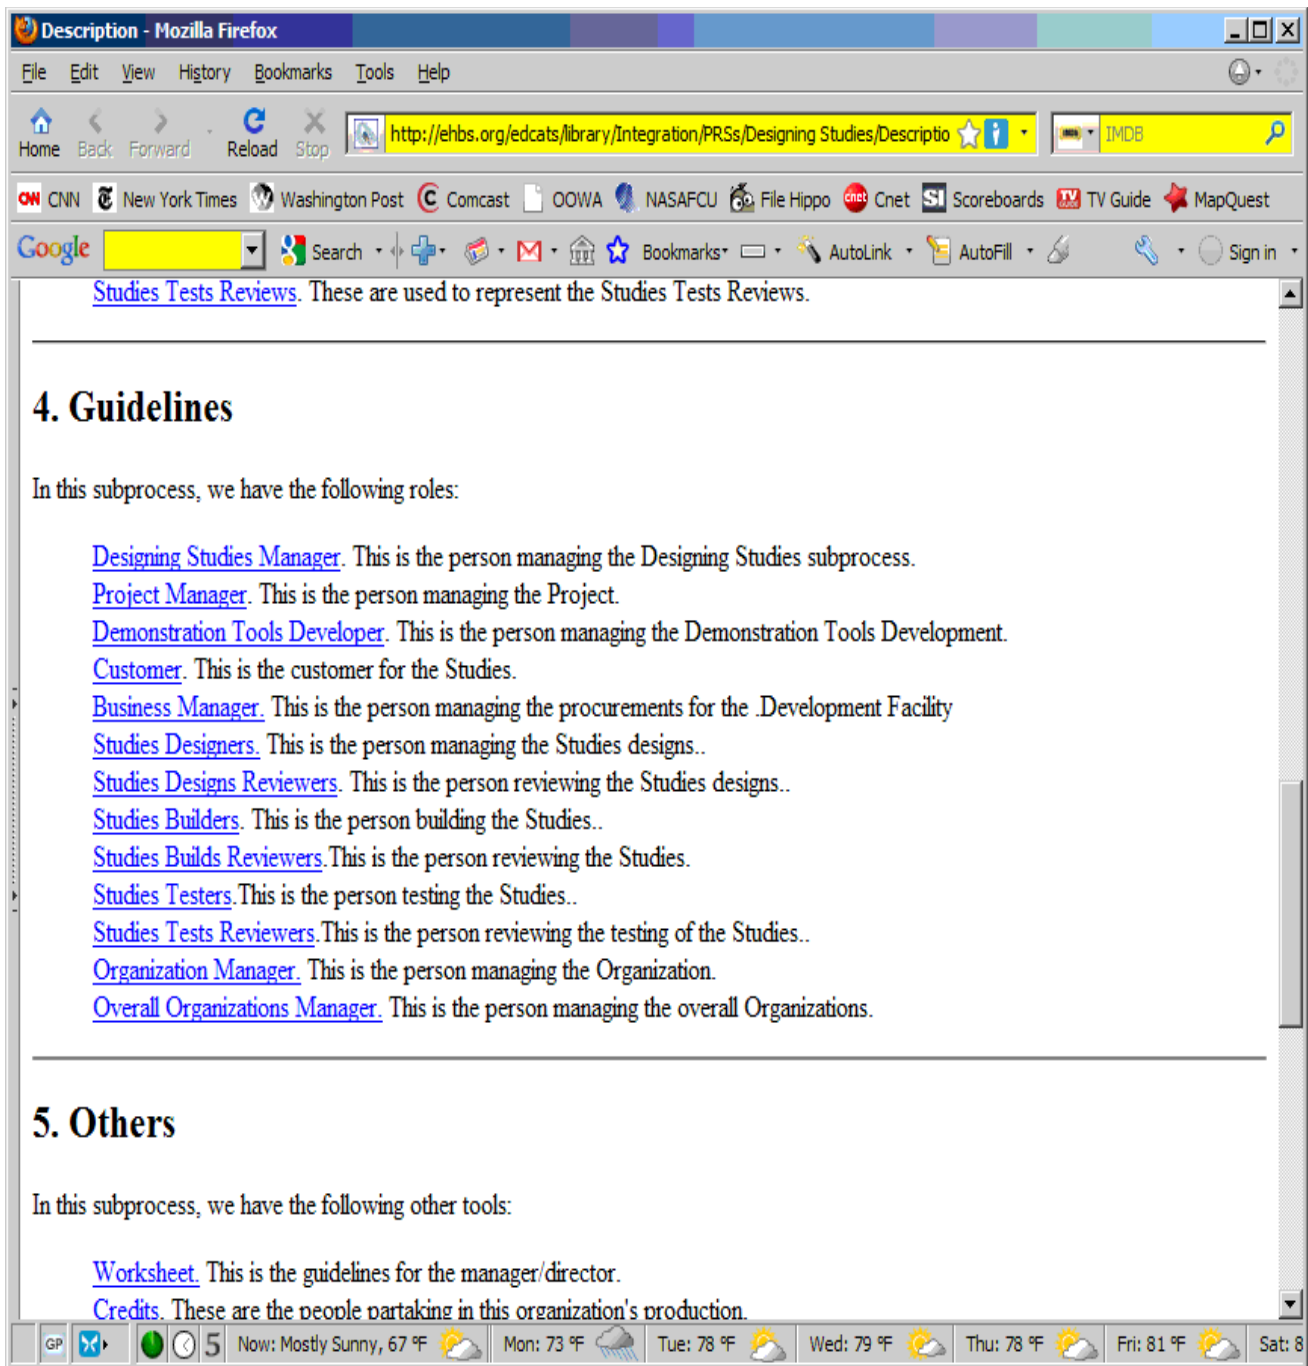 Description - Mozilla Firefox
File Edit View History Bookmarks Tools Help
Home Back Forward Reload Stop http://ehbs.org/edcats/library/Integration/PRSs/Designing Studies/Descriptio IMDB
CNN New York Times Washington Post Comcast OOWA NASAFCU File Hippo Cnet Scoreboards TV Guide MapQuest
Google Search Bookmarks AutoLink AutoFill Sign in
Studies Tests Reviews. These are used to represent the Studies Tests Reviews.
4. Guidelines
In this subprocess, we have the following roles:
Designing Studies Manager. This is the person managing the Designing Studies subprocess.
Project Manager. This is the person managing the Project.
Demonstration Tools Developer. This is the person managing the Demonstration Tools Development.
Customer. This is the customer for the Studies.
Business Manager. This is the person managing the procurements for the .Development Facility
Studies Designers. This is the person managing the Studies designs..
Studies Designs Reviewers. This is the person reviewing the Studies designs..
Studies Builders. This is the person building the Studies..
Studies Builds Reviewers.This is the person reviewing the Studies.
Studies Testers.This is the person testing the Studies..
Studies Tests Reviewers.This is the person reviewing the testing of the Studies..
Organization Manager. This is the person managing the Organization.
Overall Organizations Manager. This is the person managing the overall Organizations.
5. Others
In this subprocess, we have the following other tools:
Worksheet. This is the guidelines for the manager/director.
Credits. These are the people partaking in this organization's production.
GP 5 Now: Mostly Sunny, 67 °F Mon: 73 °F Tue: 78 °F Wed: 79 °F Thu: 78 °F Fri: 81 °F Sat: 8